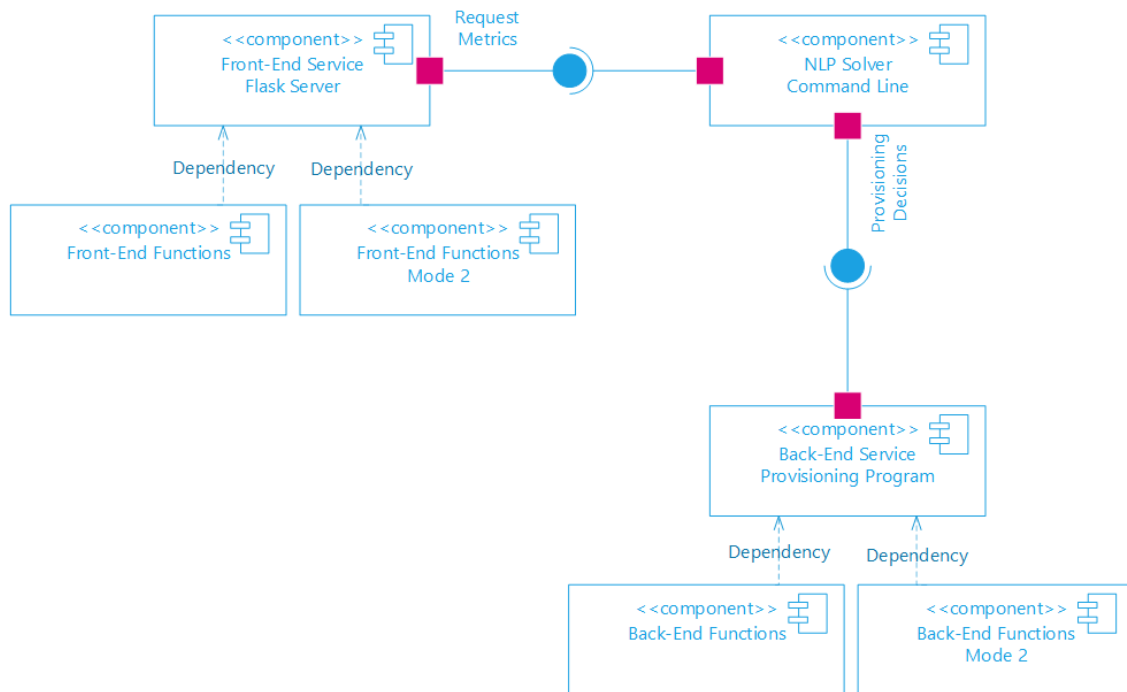 <<component>>
Front-End Service
Flask Server
Request
Metrics
<<component>>
NLP Solver
Command Line
Provisioning
Decisions
Dependency
Dependency
<<component>>
Front-End Functions
<<component>>
Front-End Functions
Mode 2
<<component>>
Back-End Service
Provisioning Program
Dependency
Dependency
<<component>>
Back-End Functions
<<component>>
Back-End Functions
Mode 2